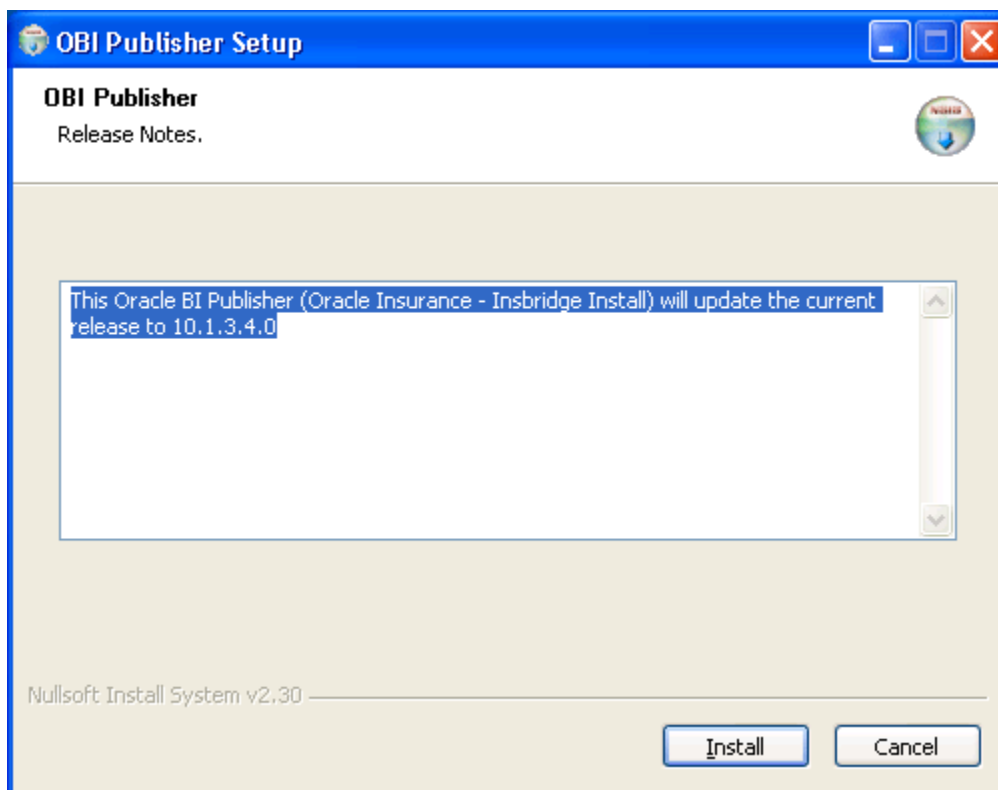 OBI Publisher Setup
OBI Publisher
Release Notes.
NSIS
This Oracle BI Publisher (Oracle Insurance - Insbridge Install) will update the current
release to 10.1.3.4.0
Nullsoft Install System v2.30
Install
Cancel